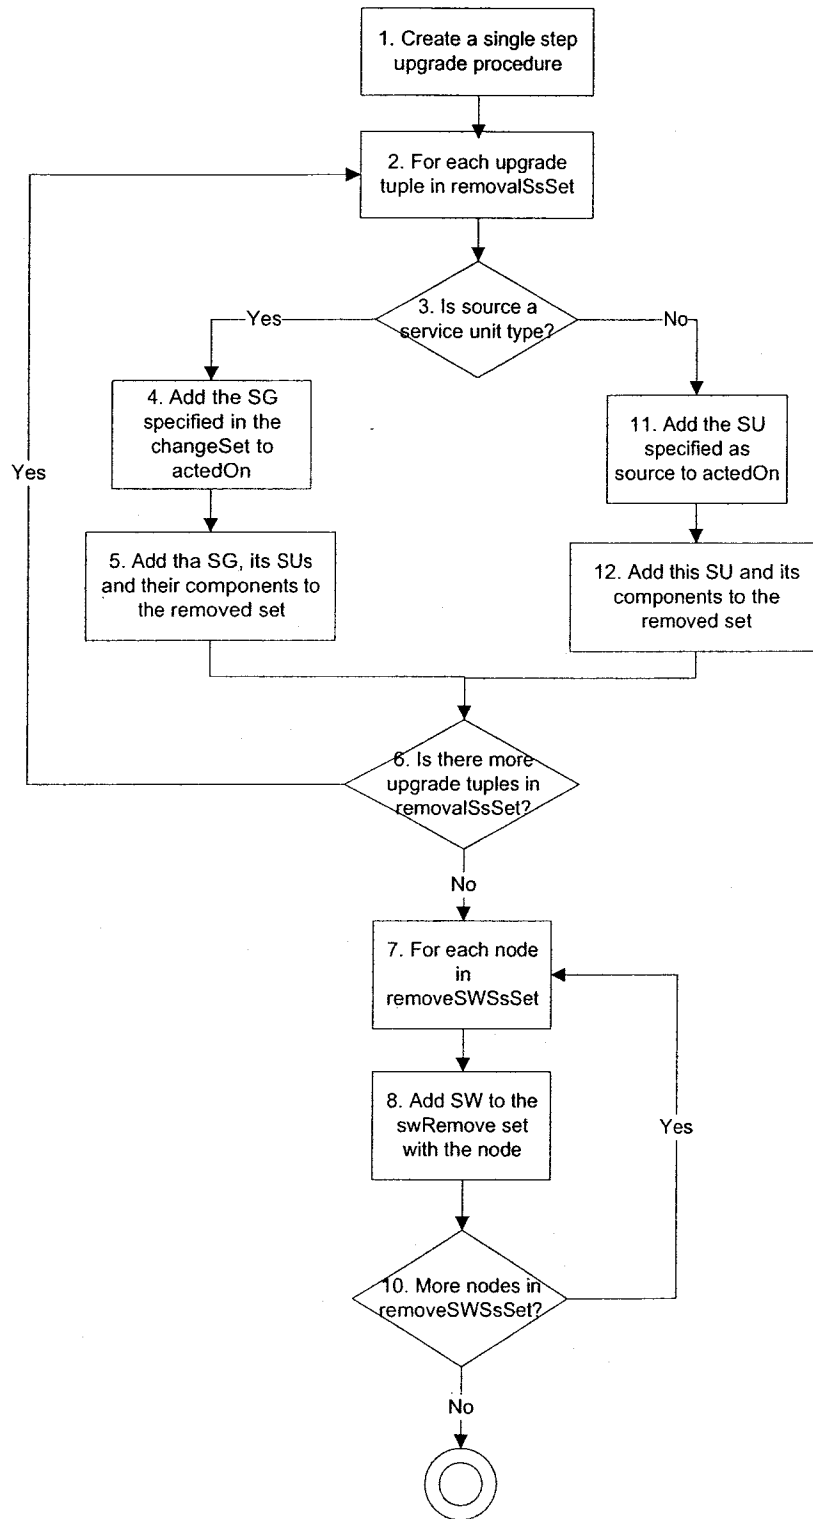 1. Create a single step
upgrade procedure
2. For each upgrade
tuple in removalSsSet
3. Is source a
service unit type?
Yes
No
4. Add the SG
specified in the
changeSet to
actedOn
11. Add the SU
specified as
source to actedOn
Yes
5. Add tha SG, its SUs
and their components to
the removed set
12. Add this SU and its
components to the
removed set
6. Is there more
upgrade tuples in
removalSsSet?
No
7. For each node
in
removeSWSsSet
8. Add SW to the
swRemove set
with the node
Yes
10. More nodes in
removeSWSsSet?
No